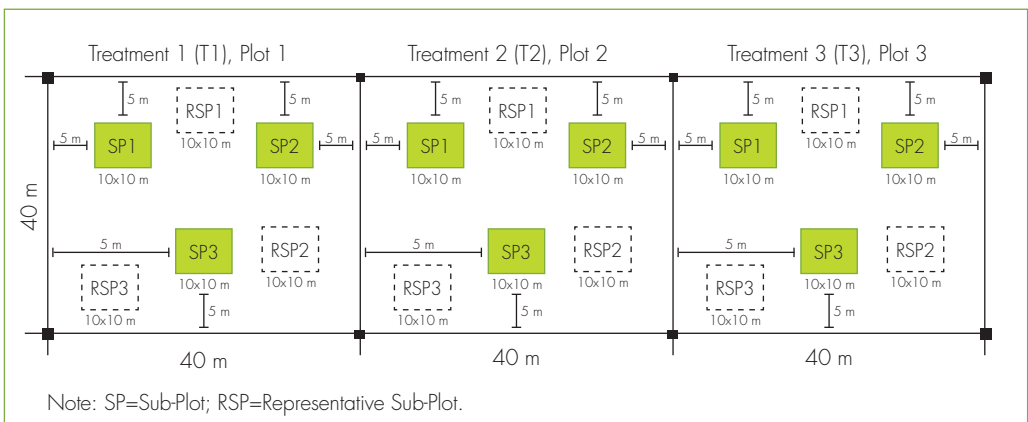 Treatment 1 (T1), Plot 1 Treatment 2 (T2), Plot 2 Treatment 3 (T3), Plot 3
5 m RSP1 5 m 5 m RSP1 5 m 5 m RSP1 5 m
5 m SP1 10x10 m SP2 5 m 5 m SP1 10x10 m SP2 5 m 5 m SP1 10x10 m SP2 5 m
10x10 m 10x10 m 10x10 m 10x10 m 10x10 m 10x10 m
40 m
5 m SP3 RSP2 5 m SP3 RSP2 5 m SP3 RSP2
RSP3 10x10 m 10x10 m RSP3 10x10 m 10x10 m RSP3 10x10 m 10x10 m
10x10 m 5 m 10x10 m 5 m 10x10 m 5 m
40 m 40 m 40 m
Note: SP=Sub-Plot; RSP=Representative Sub-Plot.